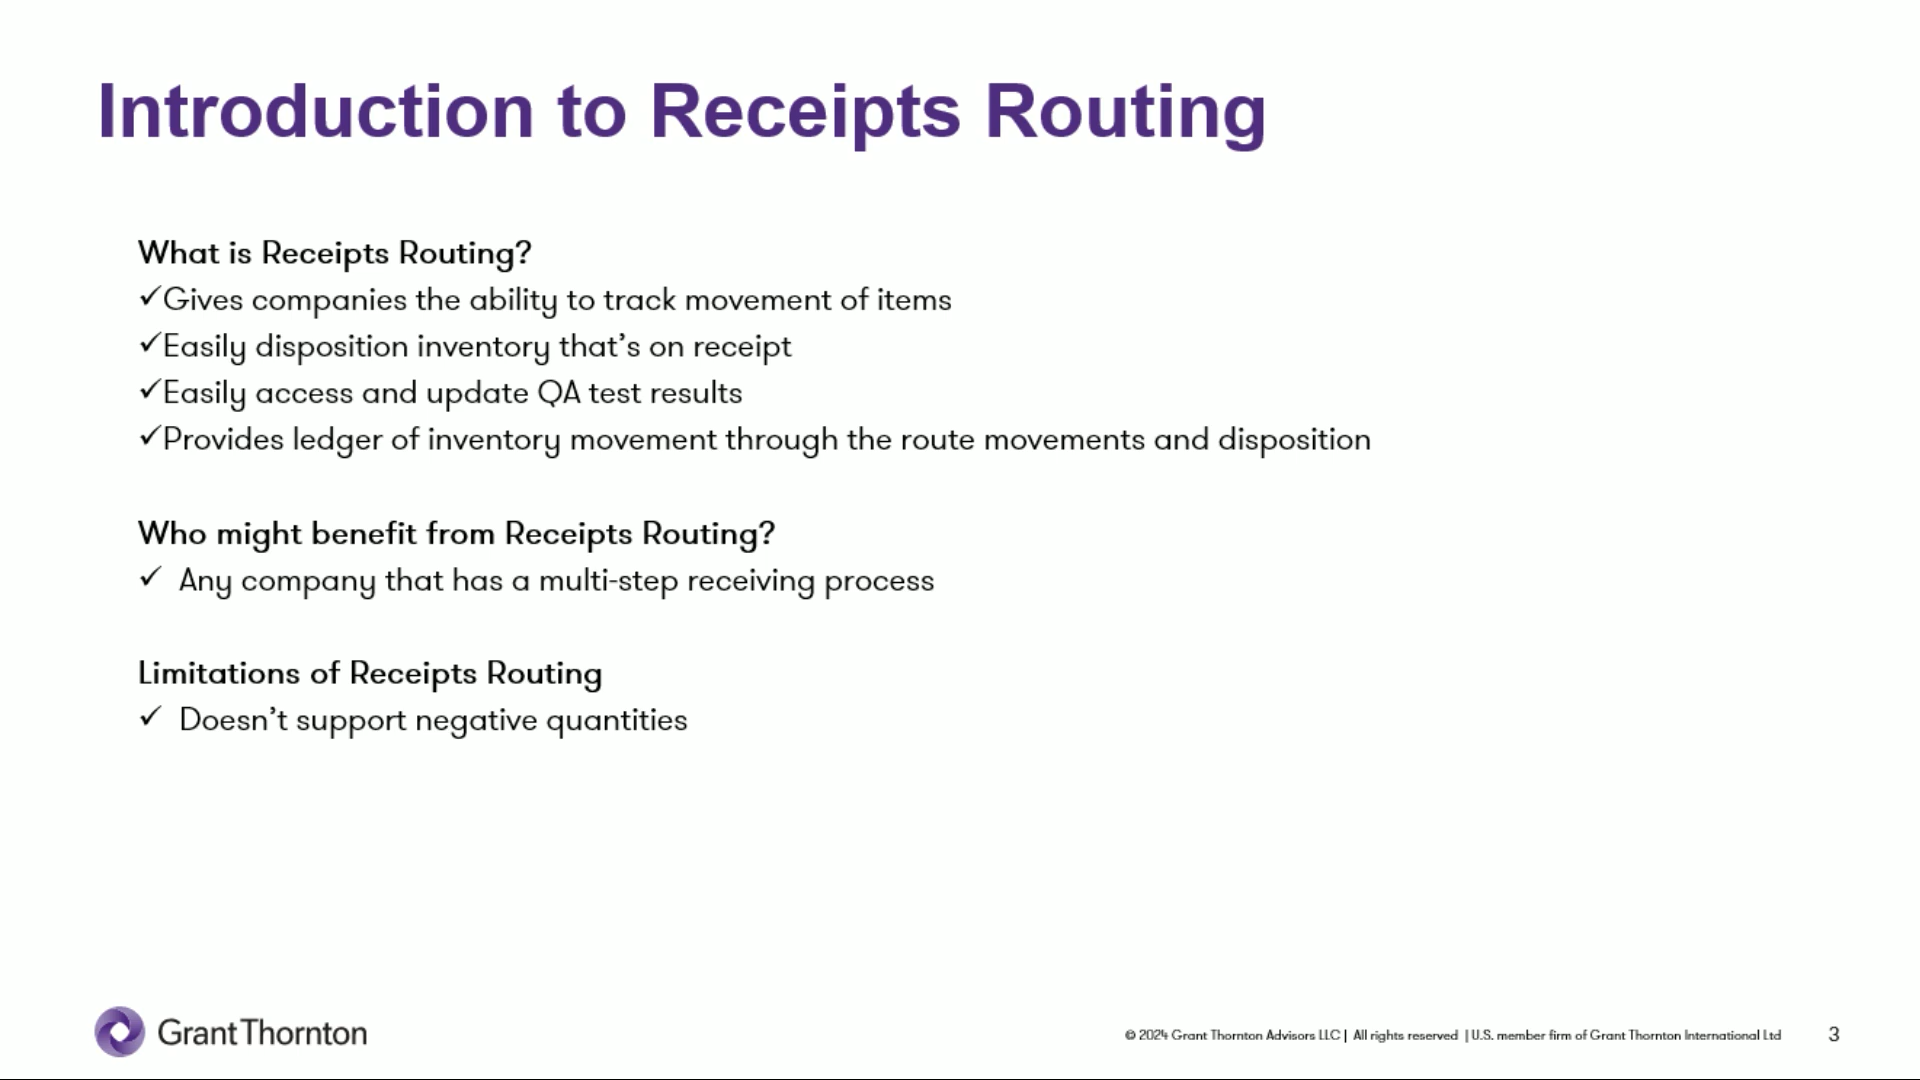 Introduction to Receipts Routing
What is Receipts Routing?
✓Gives companies the ability to track movement of items
✓Easily disposition inventory that’s on receipt
✓Easily access and update QA test results
✓Provides ledger of inventory movement through the route movements and disposition
Who might benefit from Receipts Routing?
✓ Any company that has a multi-step receiving process
Limitations of Receipts Routing
✓ Doesn’t support negative quantities
GrantThornton
© 2024 Grant Thornton Advisors LLC | All rights reserved | U.S. member firm of Grant Thornton International Ltd
3